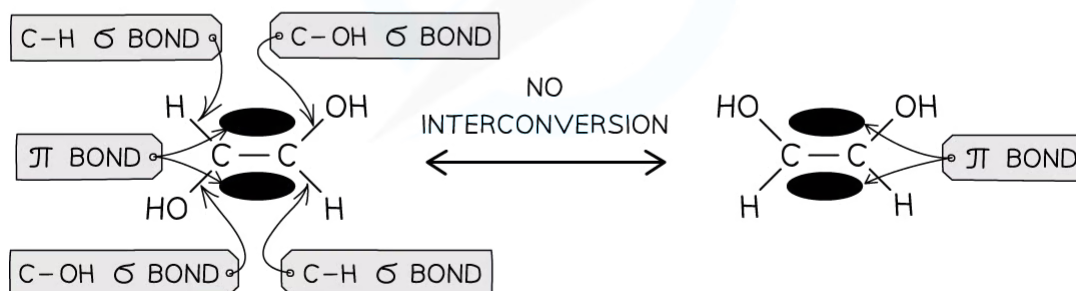 C–H σ BOND
C–OH σ BOND
H
OH
π BOND
C–C
HO
H
C–OH σ BOND
C–H σ BOND
NO
INTERCONVERSION
HO
OH
C–C
π BOND
H
H